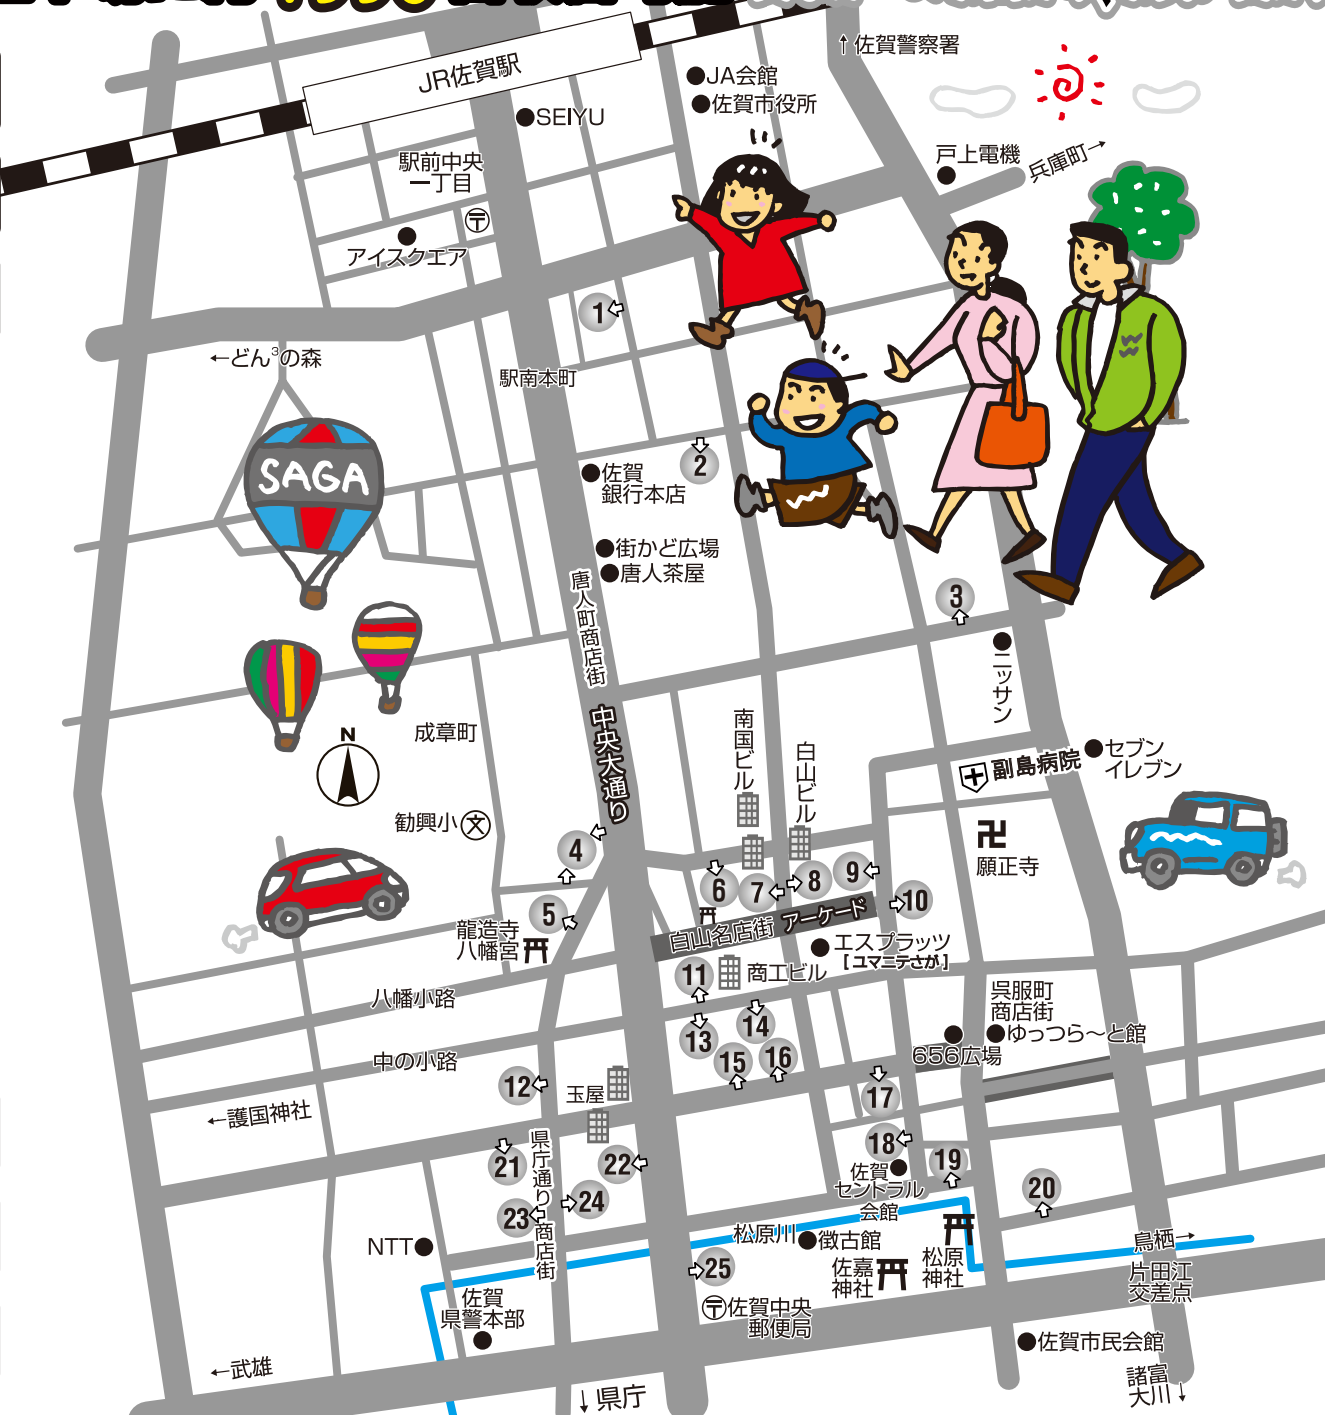 ↑佐賀警察署
JR佐賀駅
●JA会館
●佐賀市役所
●SEIYU
戸上電機
兵庫町→
駅前中央
一丁目
〒
アイスクエア
1
←どん³の森
駅南本町
SAGA
2
佐賀
銀行本店
街かど広場
唐人茶屋
唐人町商店街
3
ニッサン
中央大通り
成章町
N
南国ビル
白山ビル
副島病院
セブン
イレブン
勧興小
文
卍
願正寺
4
5
6
7
8
9
10
龍造寺
八幡宮
白山名店街 アーケード
エスプラッツ
[ユマニテさが]
11
商工ビル
八幡小路
呉服町
商店街
ゆっつら〜と館
656広場
13
14
15
16
中の小路
12
玉屋
17
←護国神社
県庁通り商店街
18
佐賀
セントラル
会館
19
20
21
22
23
24
NTT
松原川
徴古館
佐嘉
神社
松原
神社
鳥栖→
片田江
交差点
25
〒佐賀中央
郵便局
佐賀
県警本部
佐賀市民会館
←武雄
↓県庁
諸富
大川↓